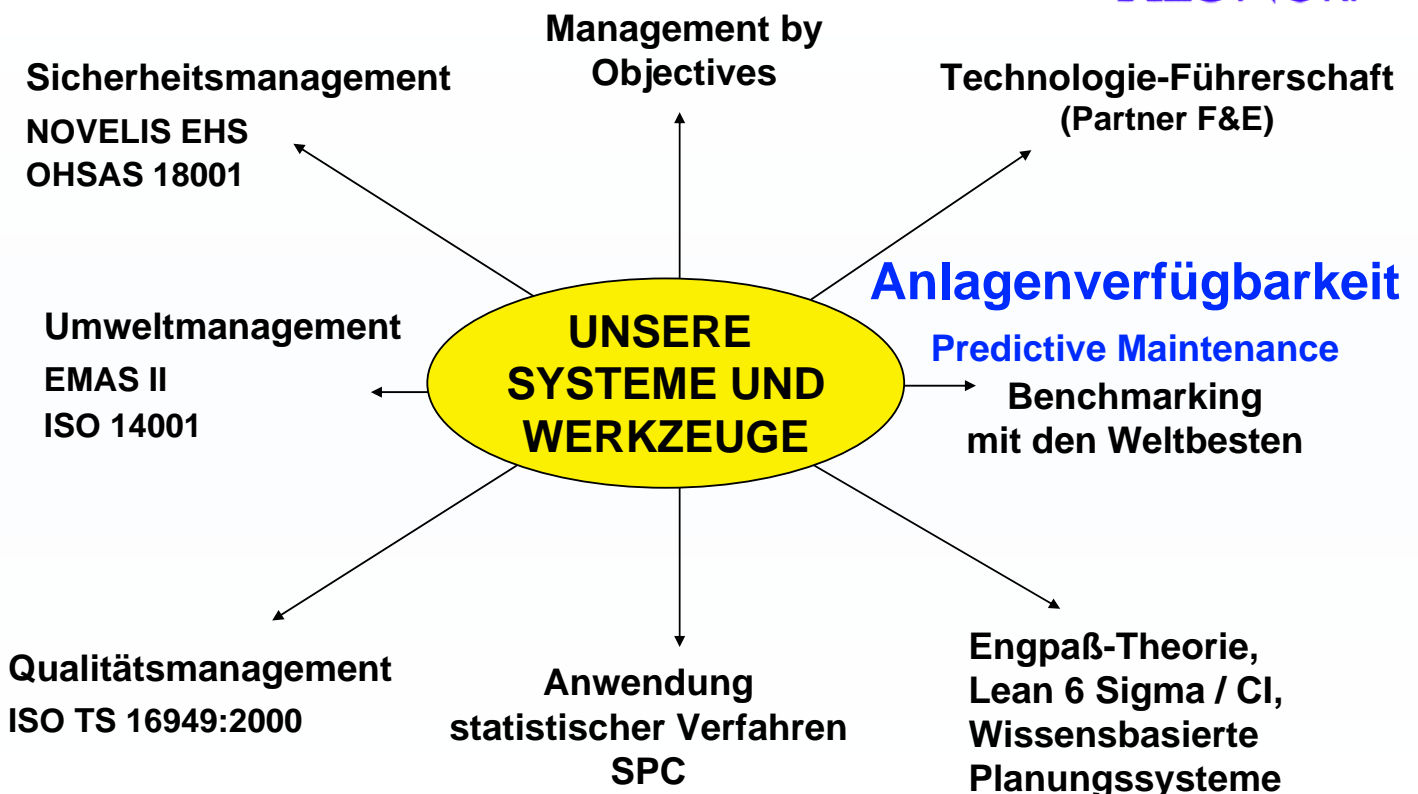 Management by
Objectives
Sicherheitsmanagement
NOVELIS EHS
OHSAS 18001
Technologie-Führerschaft
(Partner F&E)
Umweltmanagement
EMAS II
ISO 14001
UNSERE
SYSTEME UND
WERKZEUGE
Anlagenverfügbarkeit
Predictive Maintenance
Benchmarking
mit den Weltbesten
Qualitätsmanagement
ISO TS 16949:2000
Anwendung
statistischer Verfahren
SPC
Engpaß-Theorie,
Lean 6 Sigma / CI,
Wissensbasierte
Planungssysteme